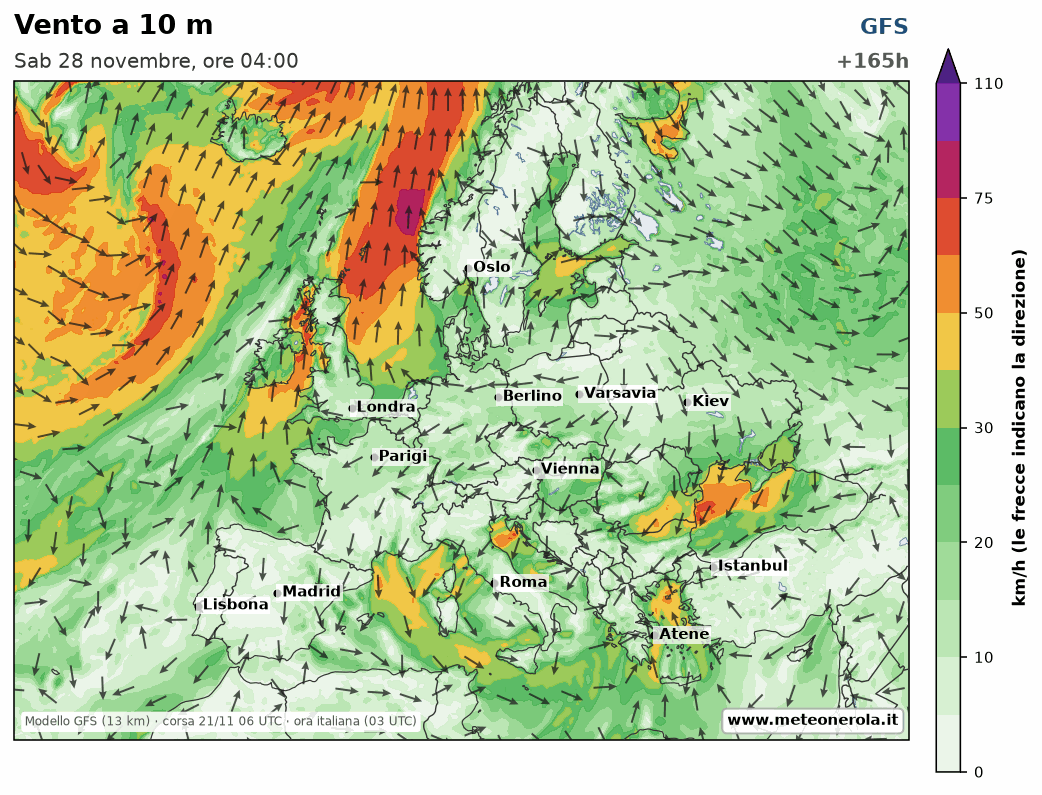 Vento a 10 m
GFS
Sab 28 novembre, ore 04:00
+165h
110
75
50
30
20
10
0
km/h (le frecce indicano la direzione)
Oslo
Londra
Berlino
Varsavia
Kiev
Parigi
Vienna
Istanbul
Roma
Madrid
Lisbona
Atene
Modello GFS (13 km) · corsa 21/11 06 UTC · ora italiana (03 UTC)
www.meteonerola.it